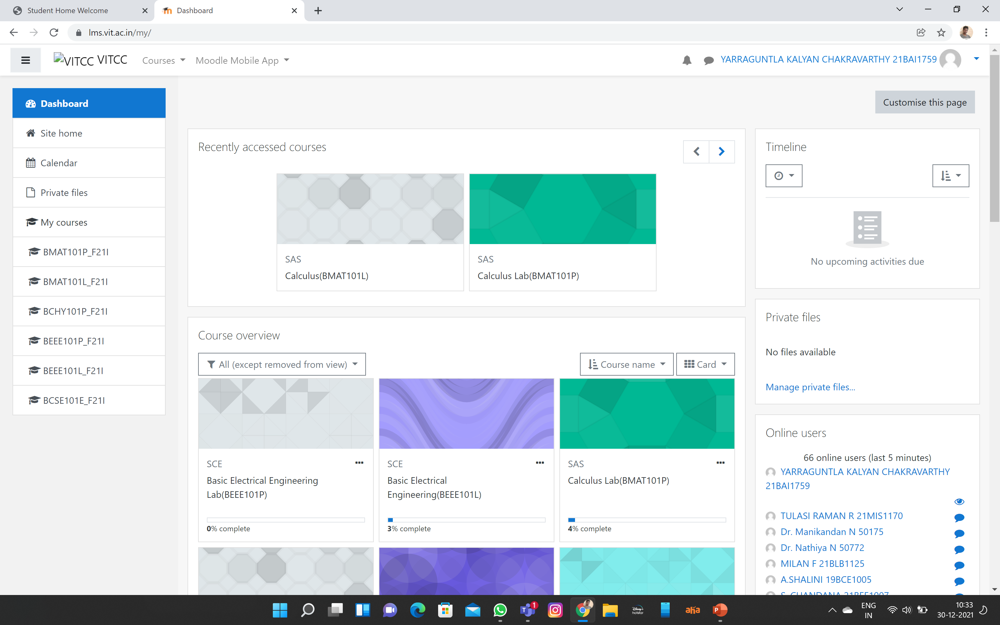 Student Home Welcome
Dashboard
lms.vit.ac.in/my/
VITCC VITCC
Courses
Moodle Mobile App
YARRAGUNTLA KALYAN CHAKRAVARTHY 21BAI1759
Dashboard
Site home
Calendar
Private files
My courses
BMAT101P_F21I
BMAT101L_F21I
BCHY101P_F21I
BEEE101P_F21I
BEEE101L_F21I
BCSE101E_F21I
Customise this page
Recently accessed courses
SAS
Calculus(BMAT101L)
SAS
Calculus Lab(BMAT101P)
Course overview
All (except removed from view)
Course name
Card
SCE
Basic Electrical Engineering
Lab(BEEE101P)
0% complete
SCE
Basic Electrical
Engineering(BEEE101L)
3% complete
SAS
Calculus Lab(BMAT101P)
4% complete
Timeline
No upcoming activities due
Private files
No files available
Manage private files...
Online users
66 online users (last 5 minutes)
YARRAGUNTLA KALYAN CHAKRAVARTHY
21BAI1759
TULASI RAMAN R 21MIS1170
Dr. Manikandan N 50175
Dr. Nathiya N 50772
MILAN F 21BLB1125
A.SHALINI 19BCE1005
1
Disney+
hotstar
aha
ENG
IN
10:33
30-12-2021